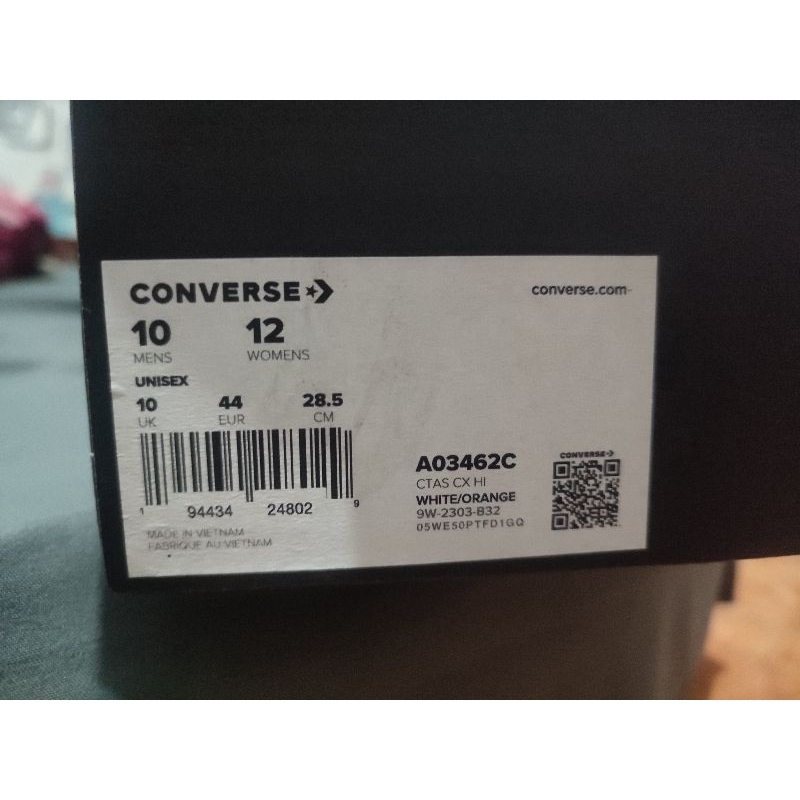 CONVERSE
converse.com
10 12
MENS WOMENS
UNISEX
10 44 28.5
UK EUR CM
1 94434 24802 9
MADE IN VIETNAM
FABRIQUE AU VIETNAM
A03462C
CTAS CX HI
WHITE/ORANGE
9W-2303-B32
05WE50PTFD1GQ
CONVERSE